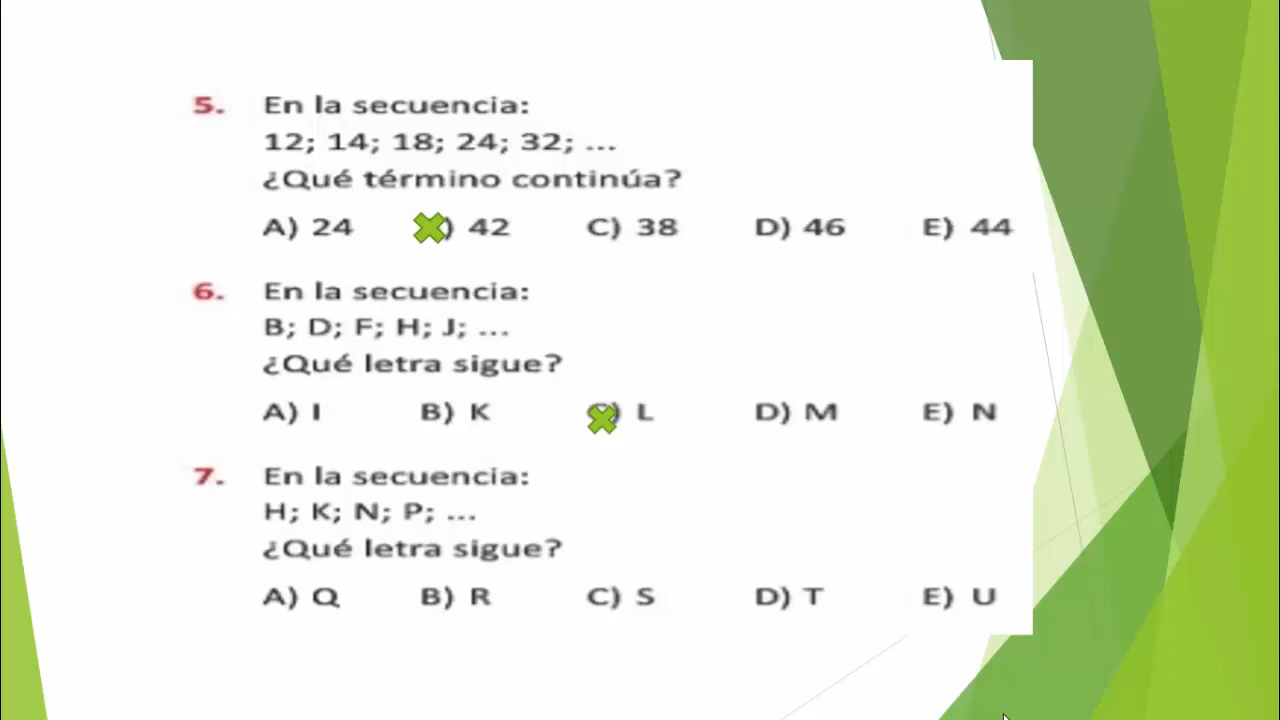 5. En la secuencia:
12; 14; 18; 24; 32; ...
¿Qué término continúa?
A) 24 ) 42 C) 38 D) 46 E) 44
6. En la secuencia:
B; D; F; H; J; ...
¿Qué letra sigue?
A) I B) K C) L D) M E) N
7. En la secuencia:
H; K; N; P; ...
¿Qué letra sigue?
A) Q B) R C) S D) T E) U